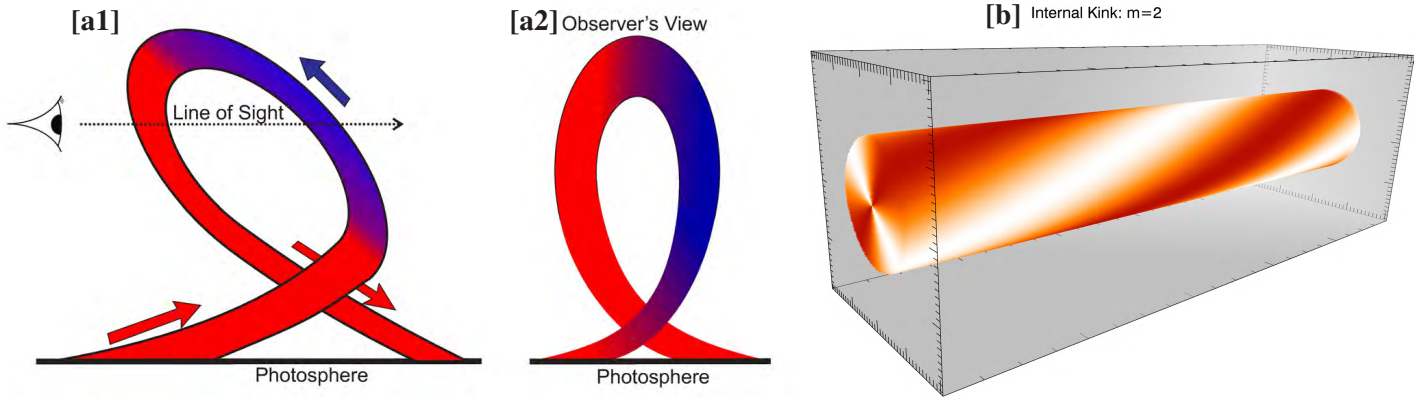 [a1]
Line of Sight
Photosphere
[a2] Observer's View
Photosphere
[b] Internal Kink: m=2